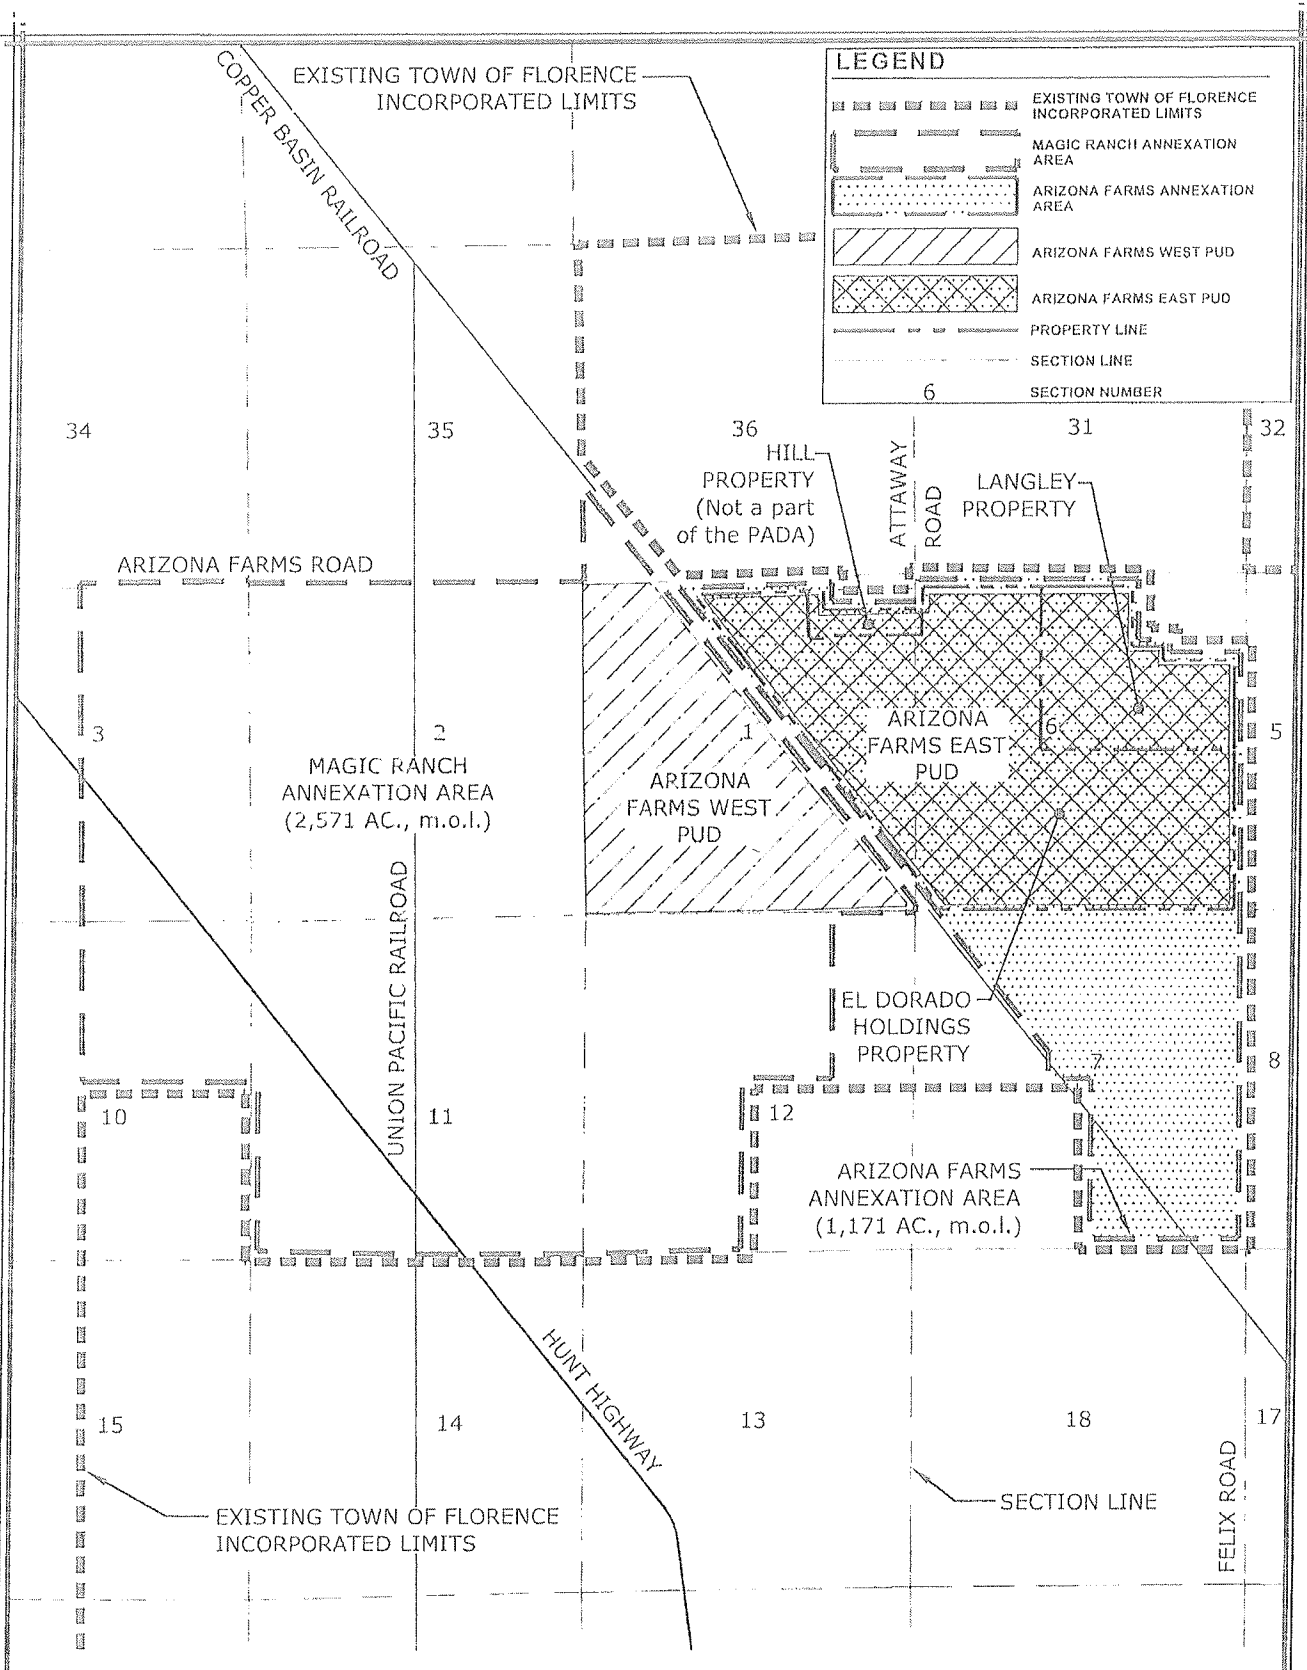 COPPER BASIN RAILROAD
EXISTING TOWN OF FLORENCE
INCORPORATED LIMITS
LEGEND
EXISTING TOWN OF FLORENCE
INCORPORATED LIMITS
MAGIC RANCH ANNEXATION
AREA
ARIZONA FARMS ANNEXATION
AREA
ARIZONA FARMS WEST PUD
ARIZONA FARMS EAST PUD
PROPERTY LINE
SECTION LINE
6
SECTION NUMBER
34
35
36
31
32
HILL
PROPERTY
(Not a part
of the PADA)
ATTAWAY
ROAD
LANGLEY
PROPERTY
ARIZONA FARMS ROAD
3
2
1
6
5
MAGIC RANCH
ANNEXATION AREA
(2,571 AC., m.o.l.)
ARIZONA
FARMS WEST
PUD
ARIZONA
FARMS EAST
PUD
UNION PACIFIC RAILROAD
EL DORADO
HOLDINGS
PROPERTY
10
11
12
7
8
ARIZONA FARMS
ANNEXATION AREA
(1,171 AC., m.o.l.)
HUNT HIGHWAY
15
14
13
18
17
EXISTING TOWN OF FLORENCE
INCORPORATED LIMITS
SECTION LINE
FELIX ROAD